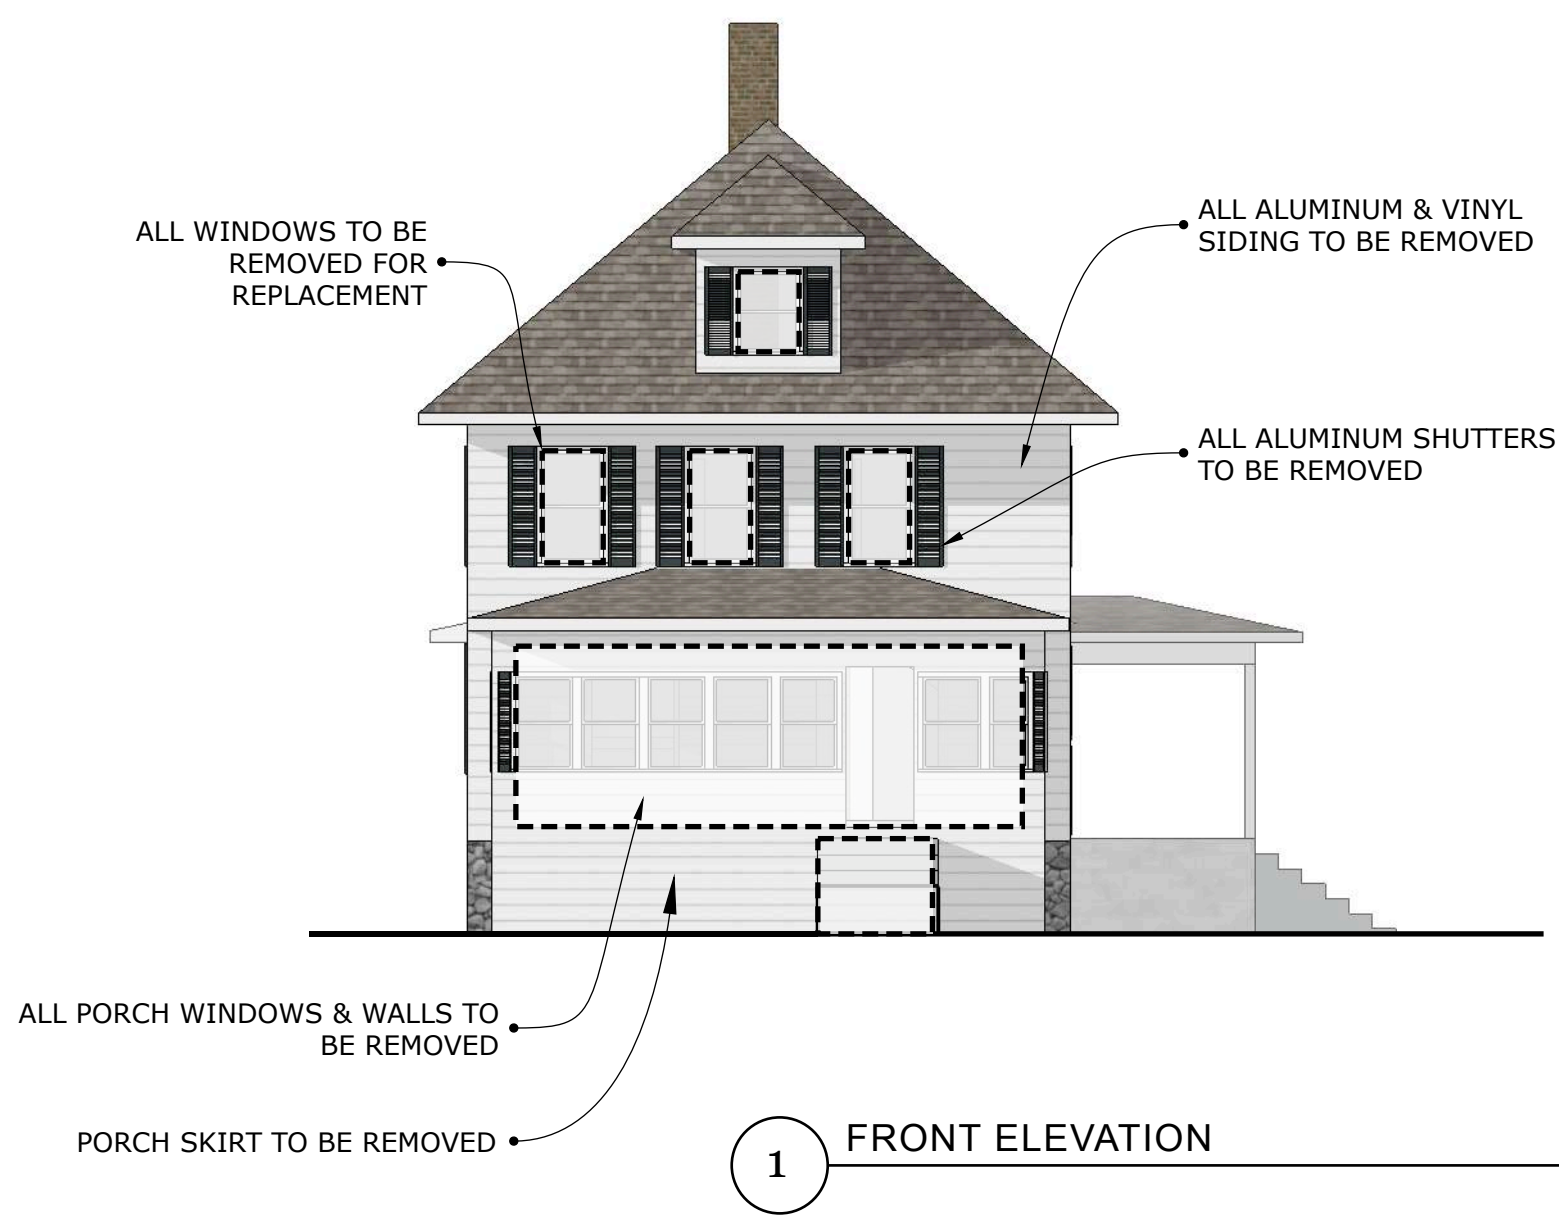 ALL WINDOWS TO BE
REMOVED FOR
REPLACEMENT
ALL ALUMINUM & VINYL
SIDING TO BE REMOVED
ALL ALUMINUM SHUTTERS
TO BE REMOVED
ALL PORCH WINDOWS & WALLS TO
BE REMOVED
PORCH SKIRT TO BE REMOVED
1
FRONT ELEVATION